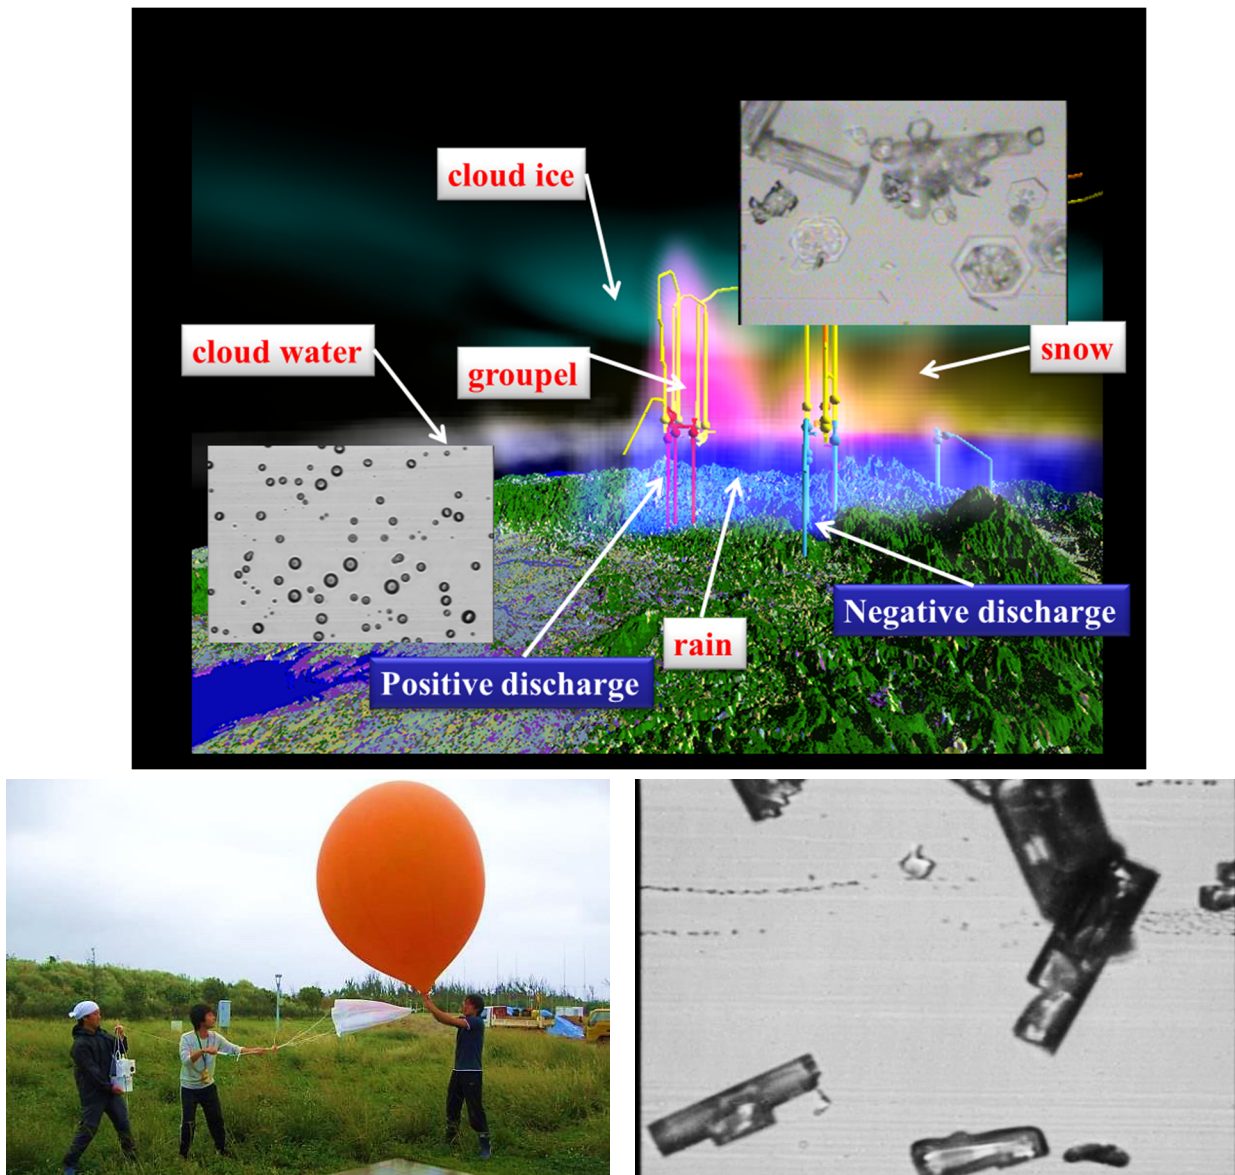 cloud ice
cloud water
groupel
snow
Negative discharge
rain
Positive discharge